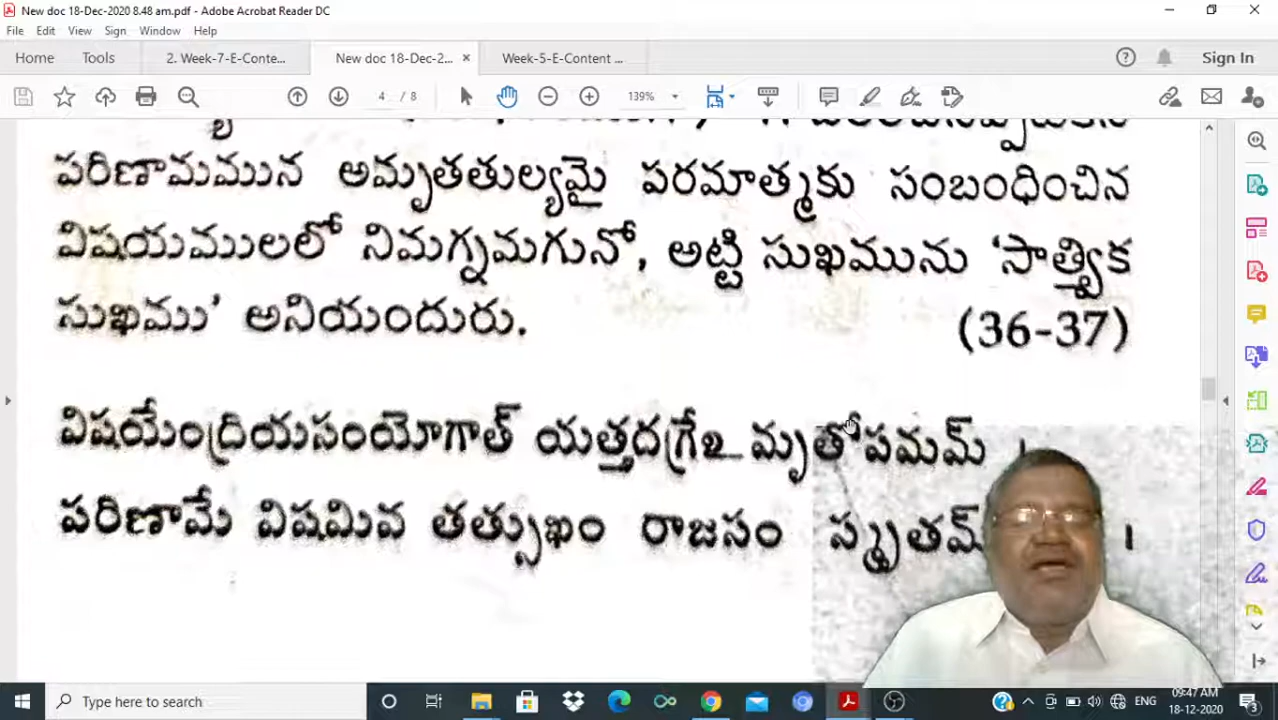 New doc 18-Dec-2020 8.48 am.pdf - Adobe Acrobat Reader DC
File Edit View Sign Window Help
Home Tools 2. Week-7-E-Conte... New doc 18-Dec-2... × Week-5-E-Content ... Sign In
4 / 8 139%
పరిణామమున అమృతతుల్యమై పరమాత్మకు సంబంధించిన
విషయములలో నిమగ్నమగునో, అట్టి సుఖమును 'సాత్త్విక
సుఖము' అనియందురు. (36-37)
విషయేంద్రియసంయోగాత్ యత్తదగ్రేఽమృతోపమమ్ ।
పరిణామే విషమివ తత్సుఖం రాజసం స్మృతమ్ ।
Type here to search
ENG
09:47 AM
18-12-2020
3